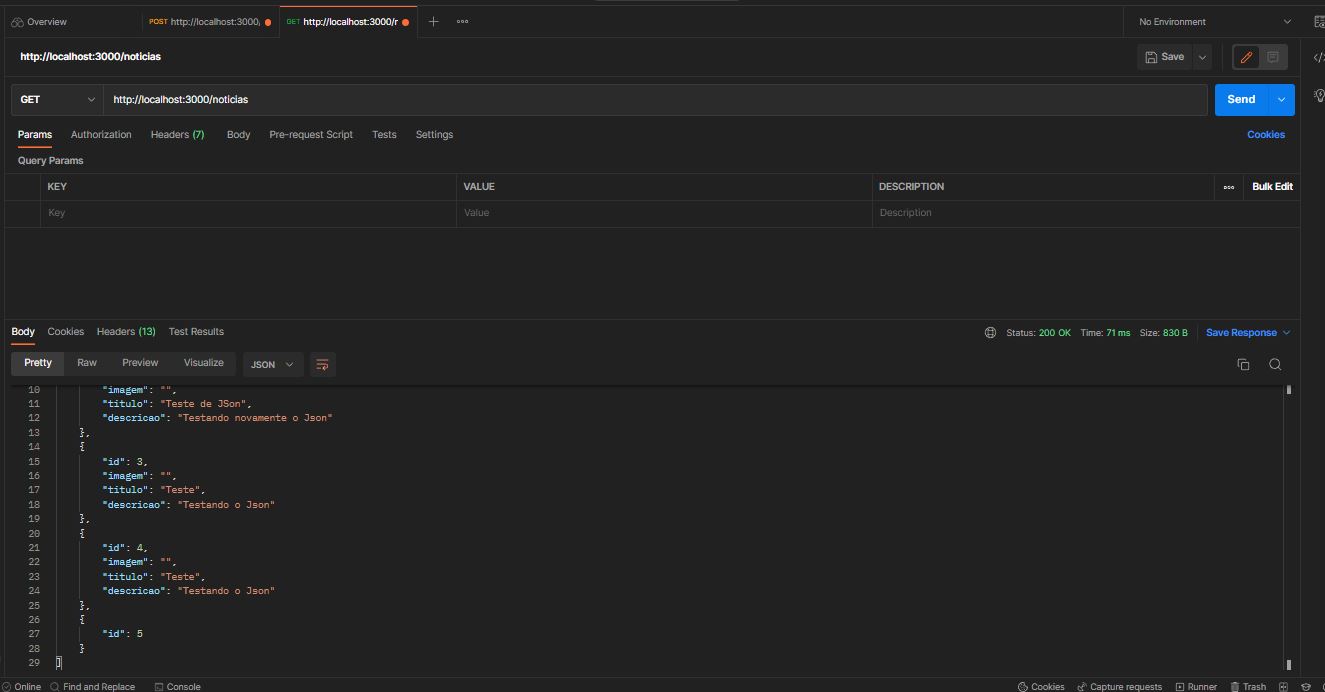 Overview
POST http://localhost:3000/
GET http://localhost:3000/r
No Environment
http://localhost:3000/noticias
Save
GET
http://localhost:3000/noticias
Send
Params Authorization Headers (7) Body Pre-request Script Tests Settings Cookies
Query Params
KEY VALUE DESCRIPTION Bulk Edit
Key Value Description
Body Cookies Headers (13) Test Results Status: 200 OK Time: 71 ms Size: 830 B Save Response
Pretty Raw Preview Visualize JSON
10 "imagem": "",
11 "titulo": "Teste de JSon",
12 "descricao": "Testando novamente o Json"
13 },
14 {
15 "id": 3,
16 "imagem": "",
17 "titulo": "Teste",
18 "descricao": "Testando o Json"
19 },
20 {
21 "id": 4,
22 "imagem": "",
23 "titulo": "Teste",
24 "descricao": "Testando o Json"
25 },
26 {
27 "id": 5
28 }
29 ]
Online Find and Replace Console Cookies Capture requests Runner Trash